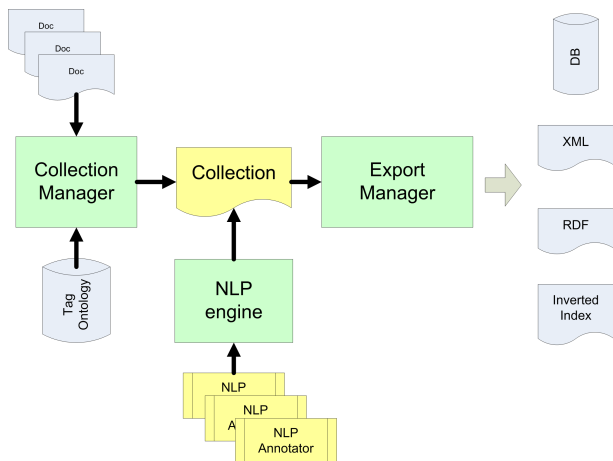 Doc
Doc
Doc
DB
Collection
Manager
Collection
Export
Manager
XML
Tag
Ontology
NLP
engine
RDF
Inverted
Index
NLP
NLP
A
NLP
Annotator